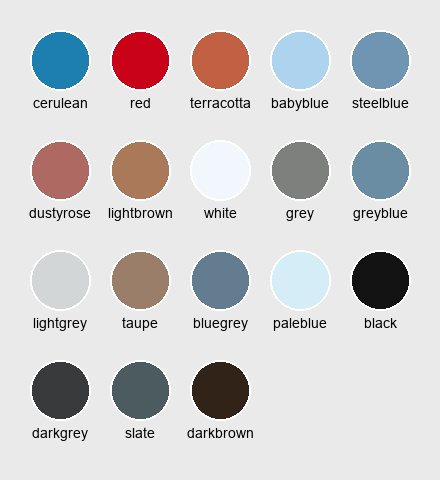 cerulean red terracotta babyblue steelblue
dustyrose lightbrown white grey greyblue
lightgrey taupe bluegrey paleblue black
darkgrey slate darkbrown